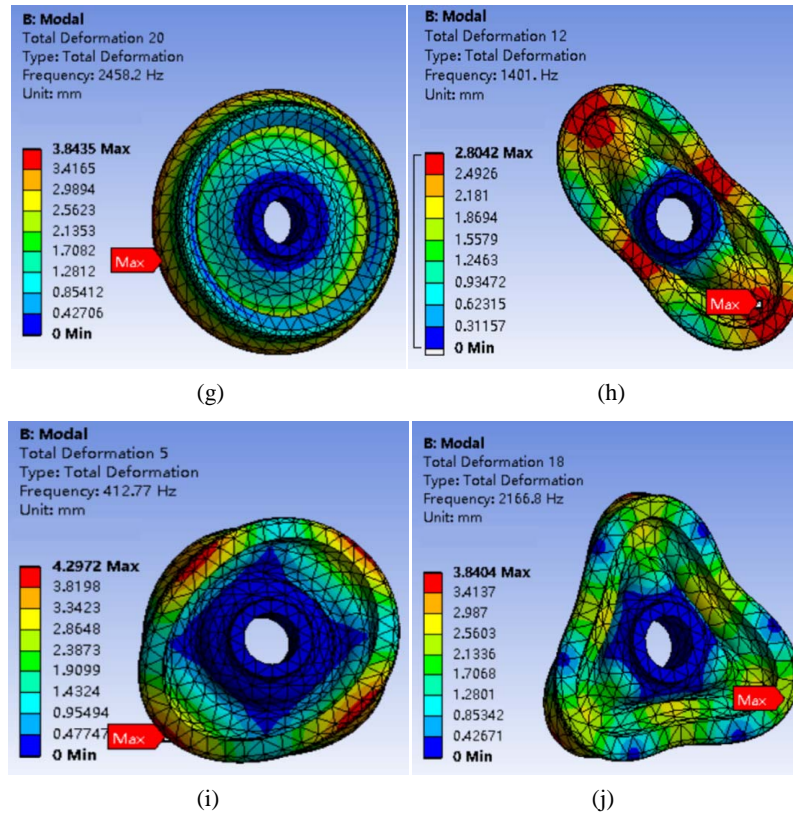 B: Modal
Total Deformation 20
Type: Total Deformation
Frequency: 2458.2 Hz
Unit: mm
3.8435 Max
3.4165
2.9894
2.5623
2.1353
1.7082
1.2812
0.85412
0.42706
0 Min
Max
(g)
B: Modal
Total Deformation 12
Type: Total Deformation
Frequency: 1401. Hz
Unit: mm
2.8042 Max
2.4926
2.181
1.8694
1.5579
1.2463
0.93472
0.62315
0.31157
0 Min
Max
(h)
B: Modal
Total Deformation 5
Type: Total Deformation
Frequency: 412.77 Hz
Unit: mm
4.2972 Max
3.8198
3.3423
2.8648
2.3873
1.9099
1.4324
0.95494
0.47747
0 Min
Max
(i)
B: Modal
Total Deformation 18
Type: Total Deformation
Frequency: 2166.8 Hz
Unit: mm
3.8404 Max
3.4137
2.987
2.5603
2.1336
1.7068
1.2801
0.85342
0.42671
0 Min
Max
(j)